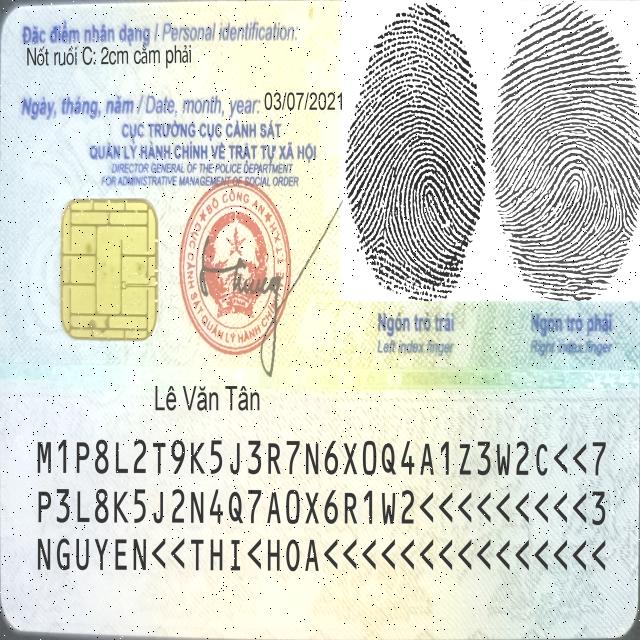 Đặc điểm nhân dạng / Personal identification:
Nốt ruồi C: 2cm cằm phải
Ngày, tháng, năm / Date, month, year: 03/07/2021
CỤC TRƯỞNG CỤC CẢNH SÁT
QUẢN LÝ HÀNH CHÍNH VỀ TRẬT TỰ XÃ HỘI
DIRECTOR GENERAL OF THE POLICE DEPARTMENT
FOR ADMINISTRATIVE MANAGEMENT OF SOCIAL ORDER
BỘ CÔNG AN
CỤC CẢNH SÁT QUẢN LÝ HÀNH CHÍNH
Ngón trỏ trái
Left index finger
Ngón trỏ phải
Right index finger
Lê Văn Tân
M1P8L2T9K5J3R7N6X0Q4A1Z3W2C<<7
P3L8K5J2N4Q7A0X6R1W2<<<<<<<<<3
NGUYEN<<THI<HOA<<<<<<<<<<<<<<<